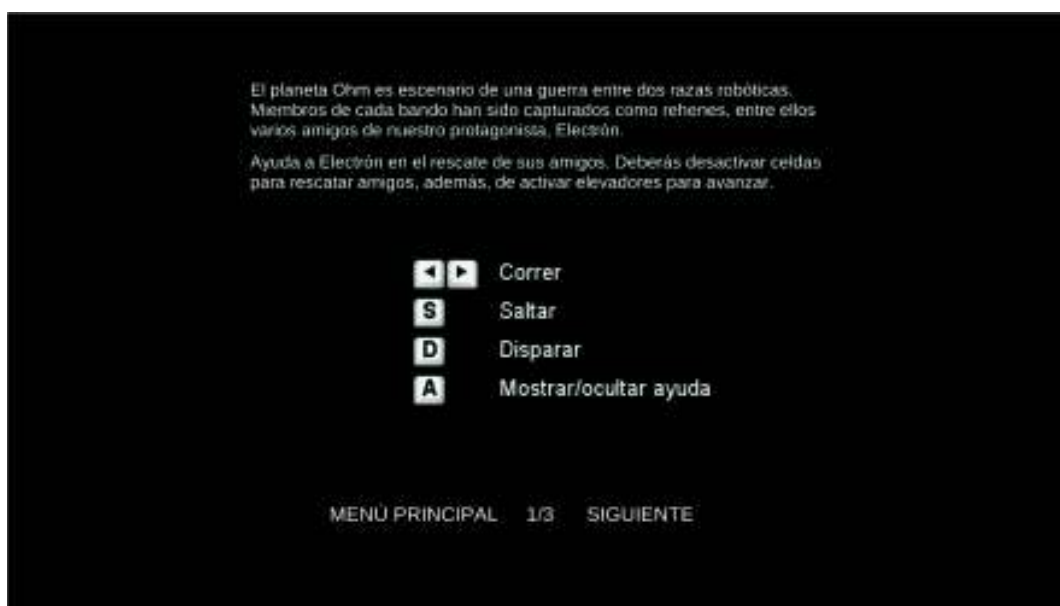 El planeta Ohm es escenario de una guerra entre dos razas robóticas.
Miembros de cada bando han sido capturados como rehenes, entre ellos
varios amigos de nuestro protagonista, Electrón.
Ayuda a Electrón en el rescate de sus amigos. Deberás desactivar celdas
para rescatar amigos, además, de activar elevadores para avanzar.
◄ ► Correr
S Saltar
D Disparar
A Mostrar/ocultar ayuda
MENÚ PRINCIPAL 1/3 SIGUIENTE